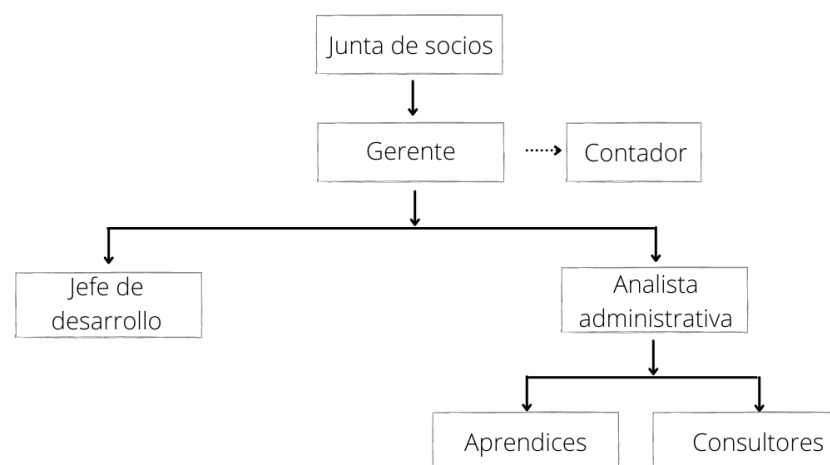 Junta de socios
Gerente
Contador
Jefe de
desarrollo
Analista
administrativa
Aprendices
Consultores